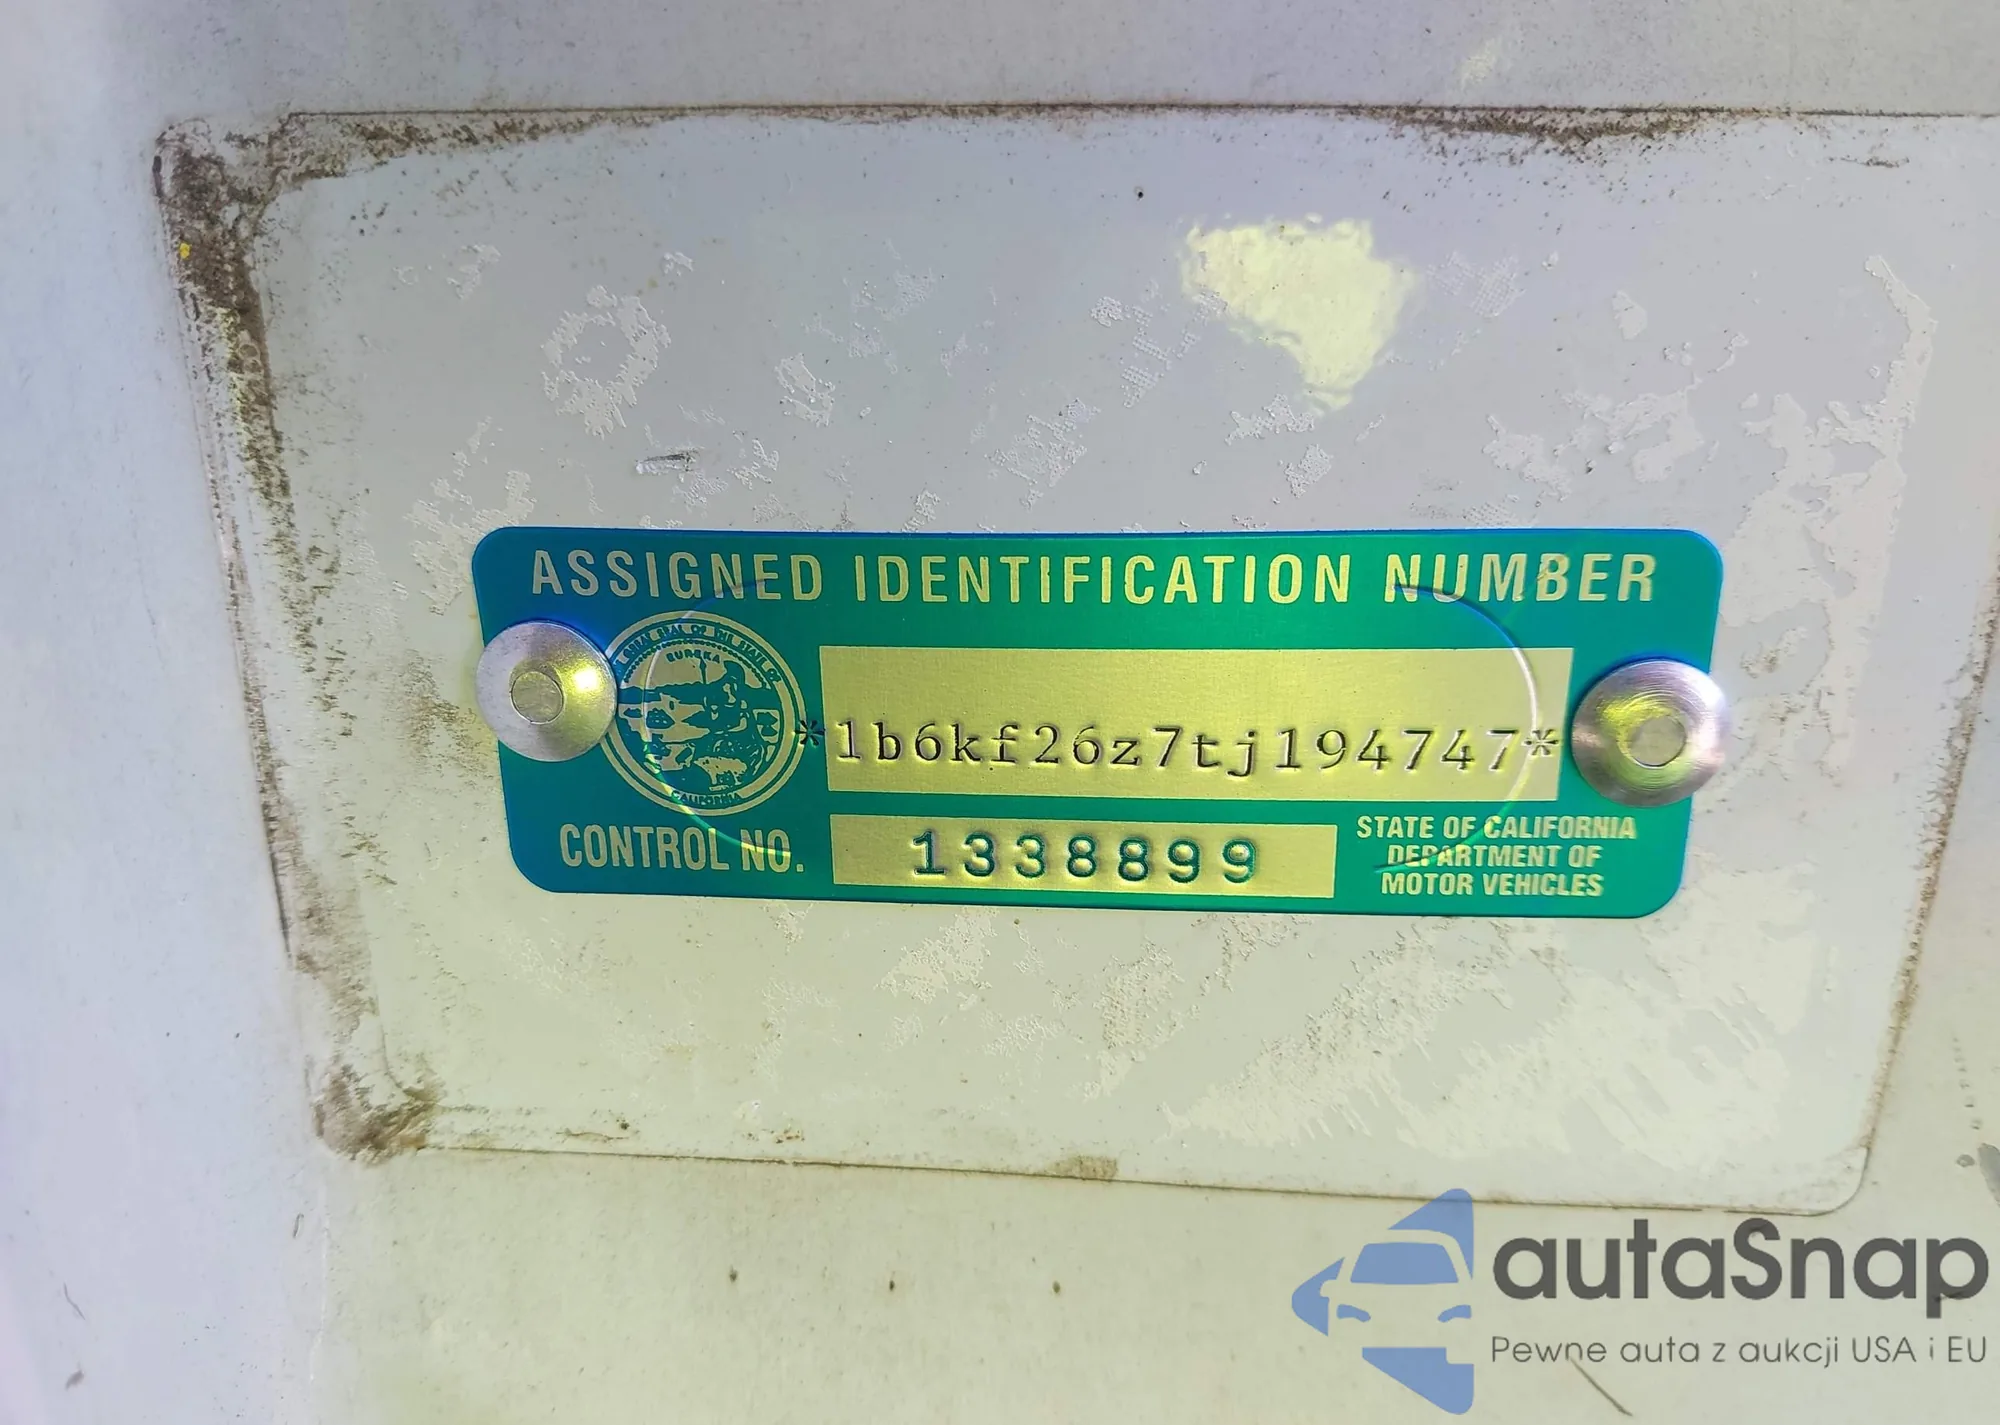 ASSIGNED IDENTIFICATION NUMBER
EUREKA
CALIFORNIA
*1b6kf26z7tj194747*
CONTROL NO.
1338899
STATE OF CALIFORNIA
DEPARTMENT OF
MOTOR VEHICLES
autaSnap
Pewne auta z aukcji USA i EU